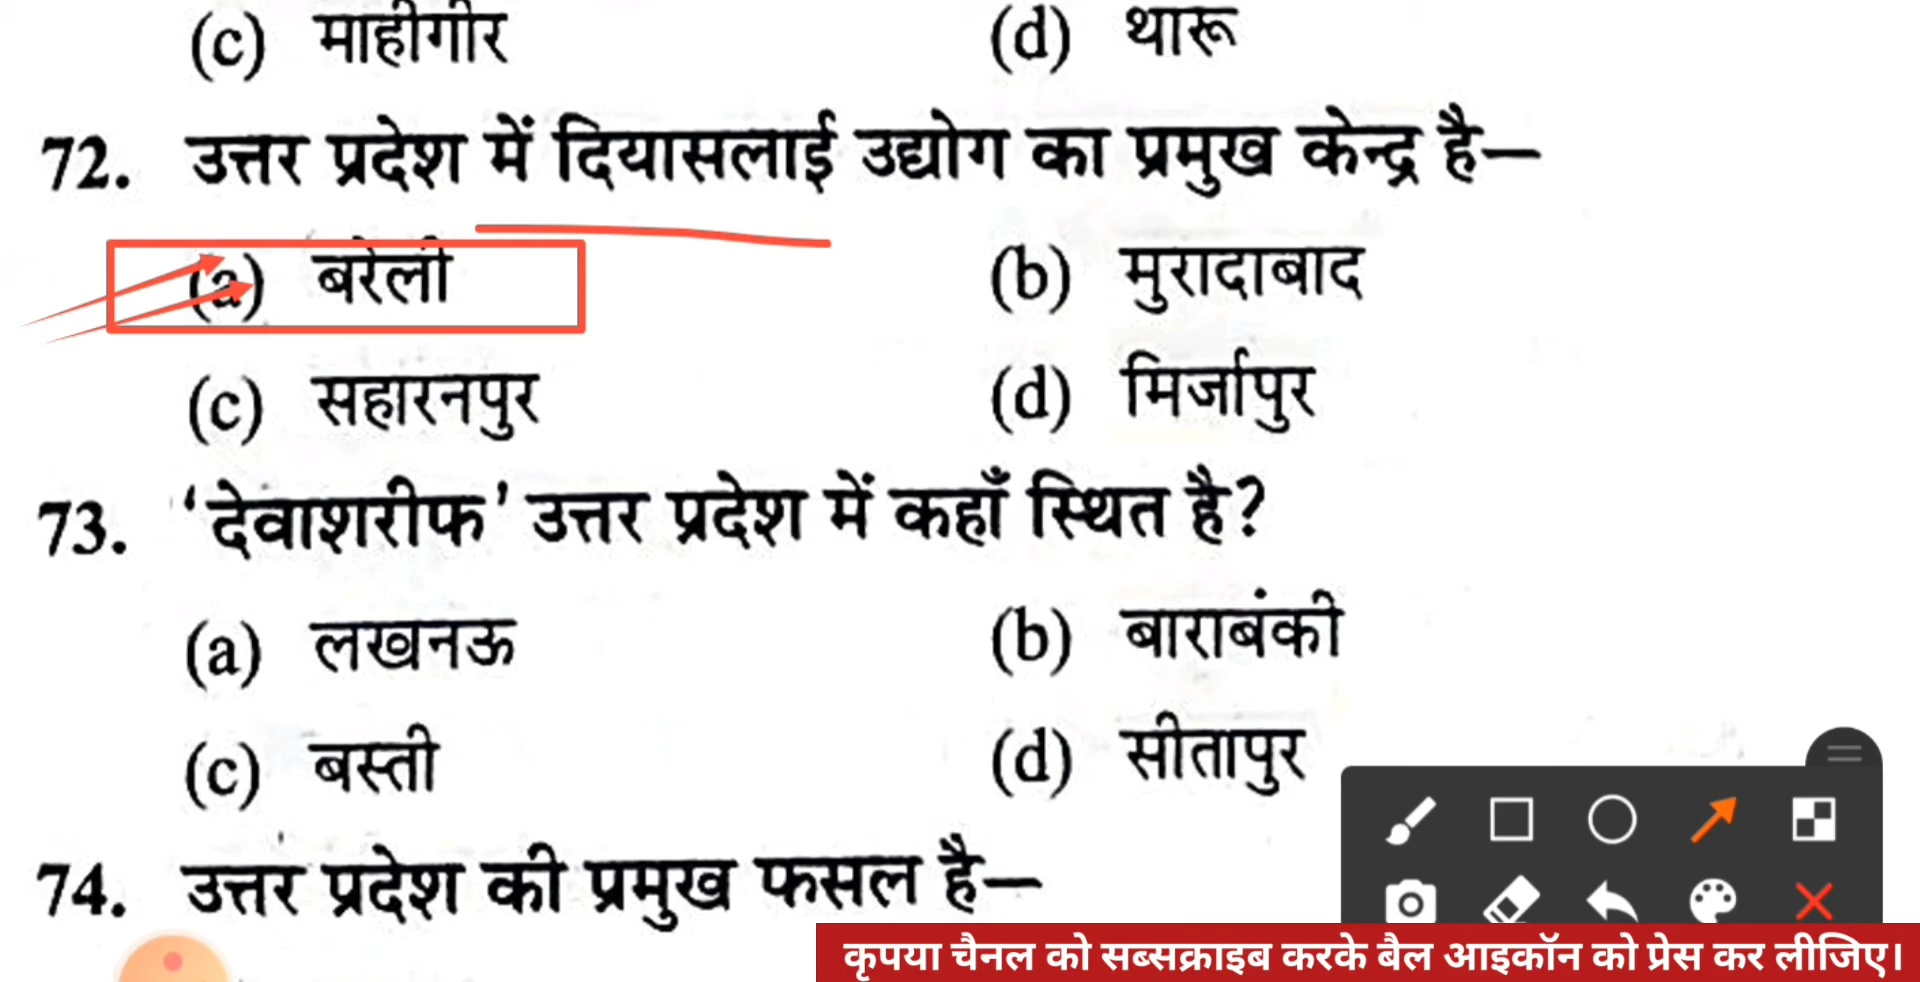 (c) माहीगीर (d) थारू
72. उत्तर प्रदेश में दियासलाई उद्योग का प्रमुख केन्द्र है—
(a) बरेली (b) मुरादाबाद
(c) सहारनपुर (d) मिर्जापुर
73. ‘देवाशरीफ’ उत्तर प्रदेश में कहाँ स्थित है?
(a) लखनऊ (b) बाराबंकी
(c) बस्ती (d) सीतापुर
74. उत्तर प्रदेश की प्रमुख फसल है—
कृपया चैनल को सब्सक्राइब करके बैल आइकॉन को प्रेस कर लीजिए।